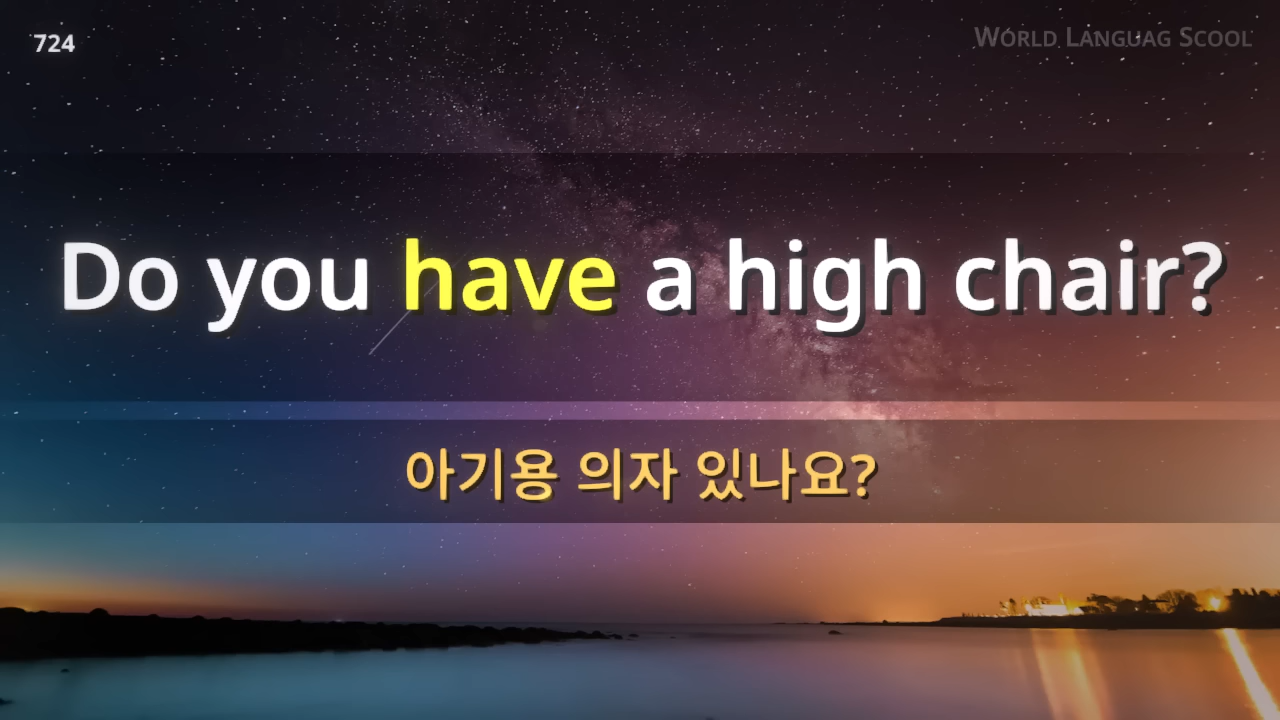 724
World Languag Scool
Do you have a high chair?
아기용 의자 있나요?